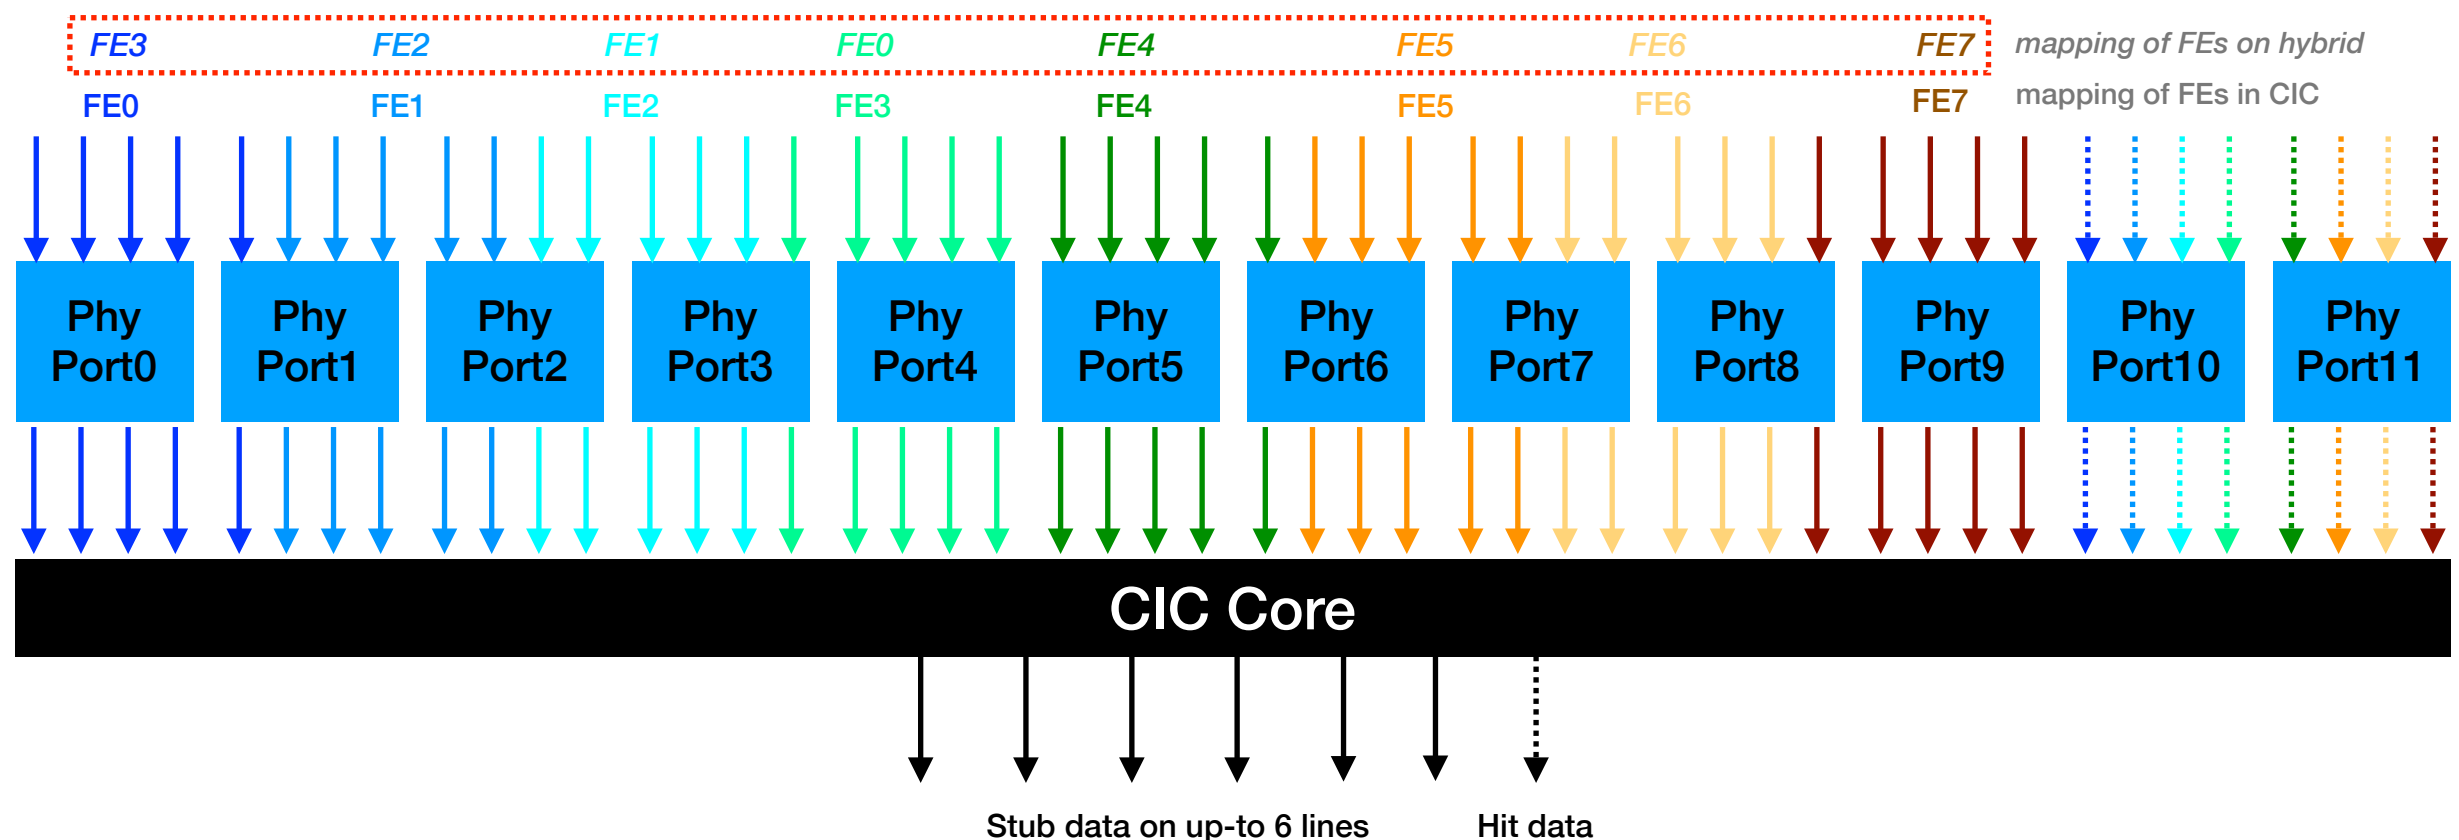 FE3 FE2 FE1 FE0 FE4 FE5 FE6 FE7 mapping of FEs on hybrid
FE0 FE1 FE2 FE3 FE4 FE5 FE6 FE7 mapping of FEs in CIC
Phy Port0
Phy Port1
Phy Port2
Phy Port3
Phy Port4
Phy Port5
Phy Port6
Phy Port7
Phy Port8
Phy Port9
Phy Port10
Phy Port11
CIC Core
Stub data on up-to 6 lines Hit data